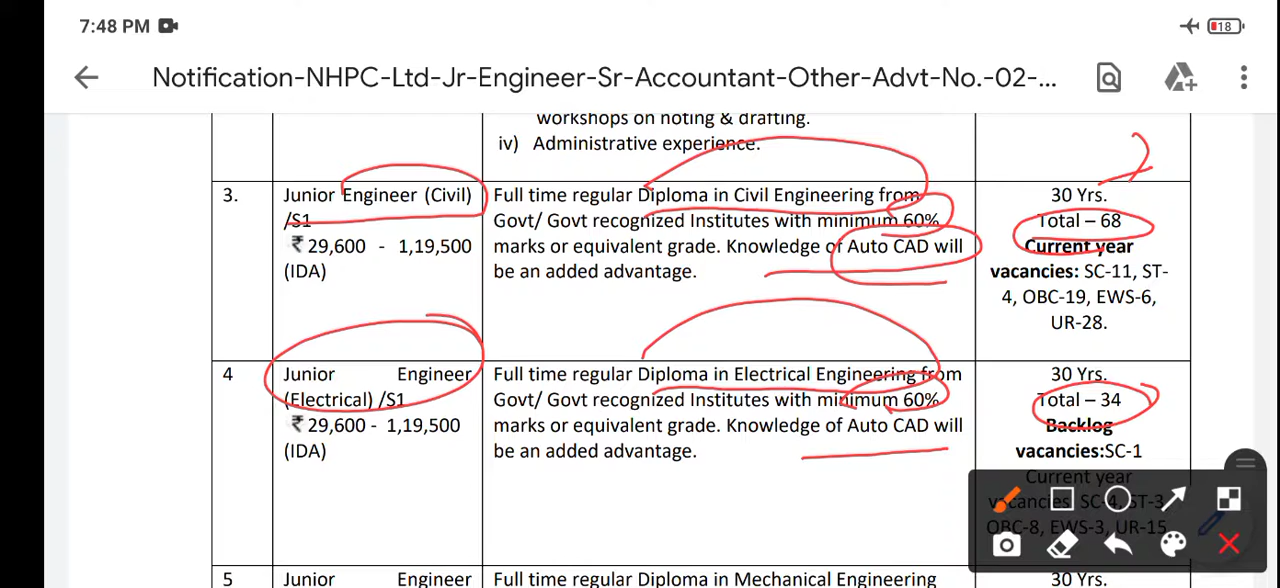 7:48 PM
18
Notification-NHPC-Ltd-Jr-Engineer-Sr-Accountant-Other-Advt-No.-02-...
workshops on noting & drafting.
iv) Administrative experience.
3.
Junior Engineer (Civil)
/S1
₹ 29,600 - 1,19,500
(IDA)
Full time regular Diploma in Civil Engineering from
Govt/ Govt recognized Institutes with minimum 60%
marks or equivalent grade. Knowledge of Auto CAD will
be an added advantage.
30 Yrs.
Total – 68
Current year
vacancies: SC-11, ST-
4, OBC-19, EWS-6,
UR-28.
4
Junior Engineer
(Electrical) /S1
₹ 29,600 - 1,19,500
(IDA)
Full time regular Diploma in Electrical Engineering from
Govt/ Govt recognized Institutes with minimum 60%
marks or equivalent grade. Knowledge of Auto CAD will
be an added advantage.
30 Yrs.
Total – 34
Backlog
vacancies:SC-1
Current year
vacancies: SC-4, ST-3,
OBC-8, EWS-3, UR-15
5
Junior Engineer
Full time regular Diploma in Mechanical Engineering
30 Yrs.